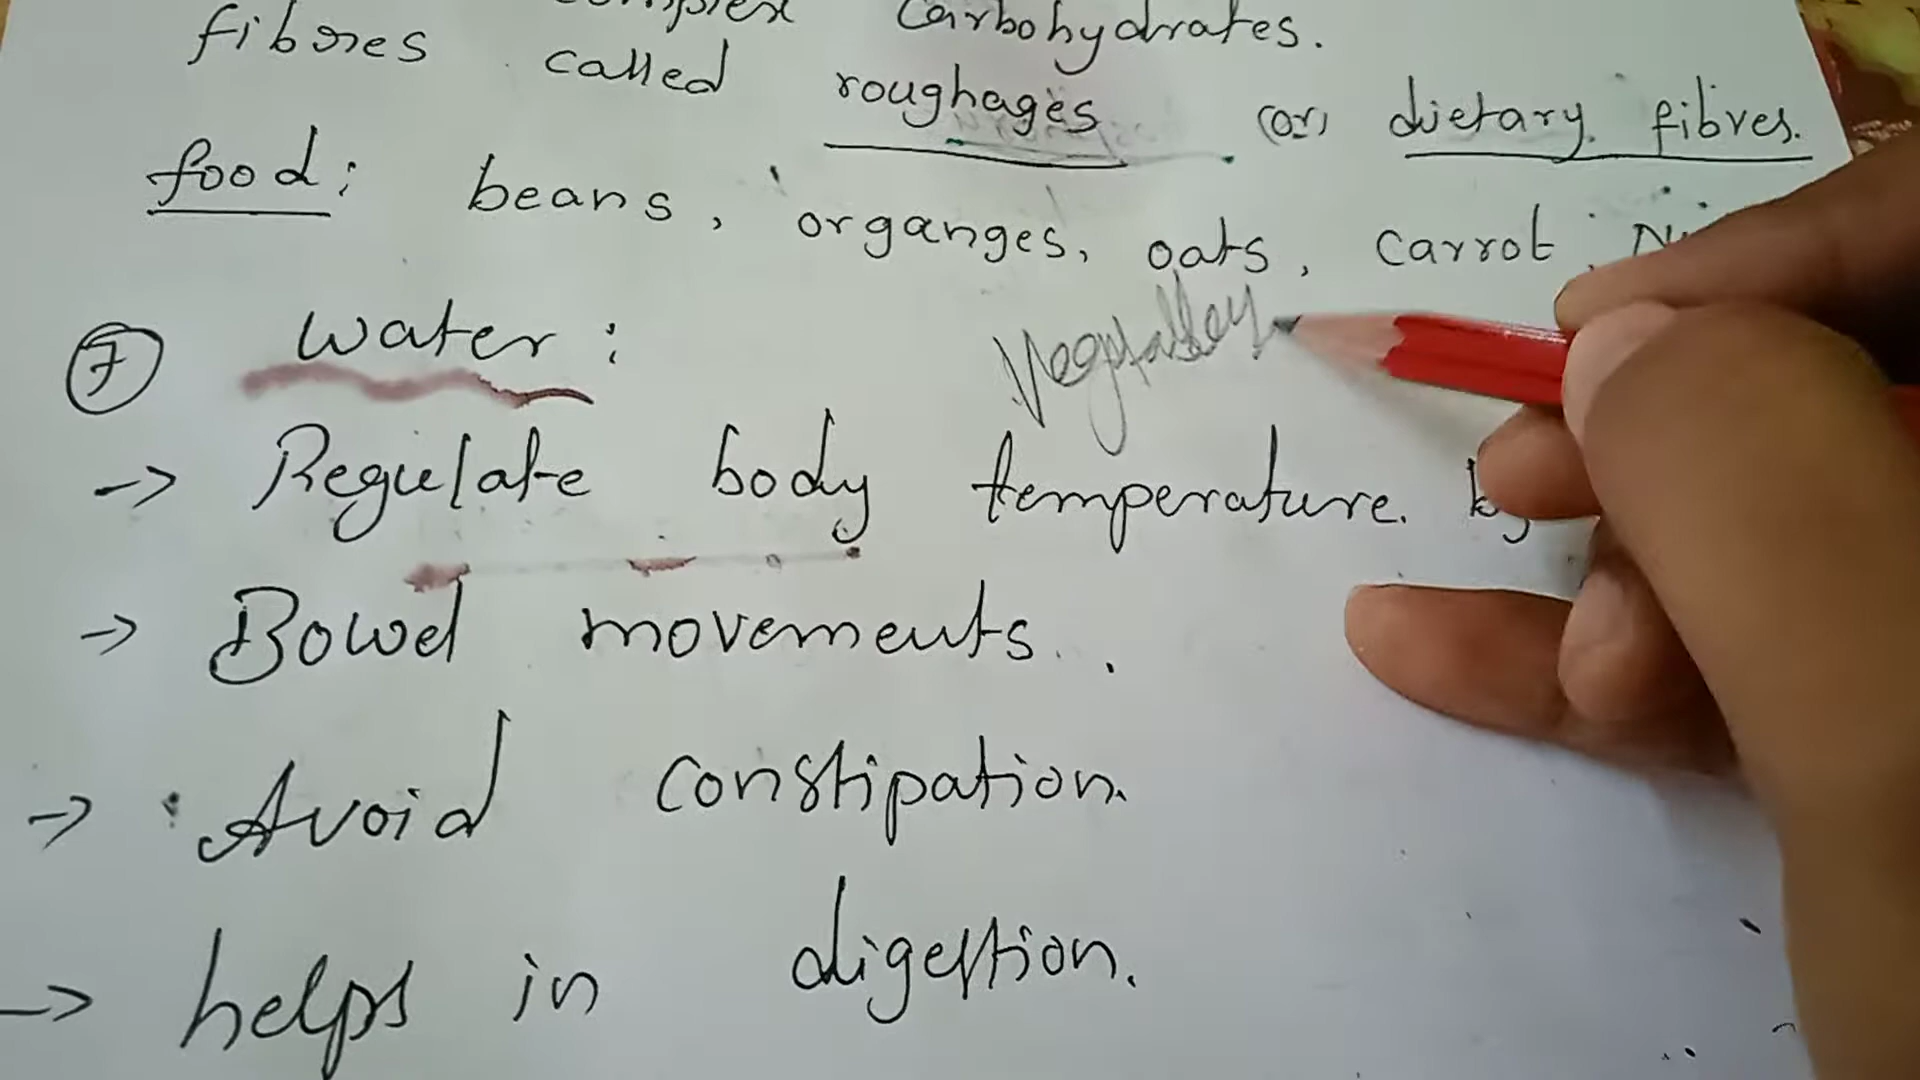 complex carbohydrates.
fibres called roughages (or) dietary fibres.
food: beans, organges, oats, carrot,
Vegetables
7 water:
-> Regulate body temperature.
-> Bowel movements.
-> Avoid constipation.
-> helps in digestion.